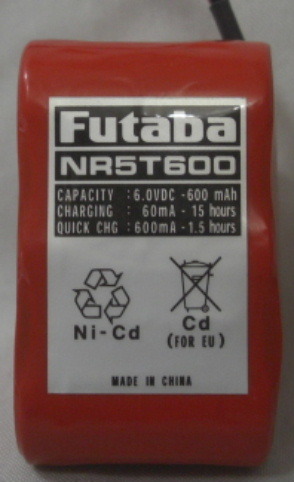 Futaba
NR5T600
CAPACITY : 6.0VDC - 600 mAh
CHARGING : 60mA - 15 hours
QUICK CHG : 600mA - 1.5 hours
Ni-Cd
Cd
(FOR EU)
MADE IN CHINA